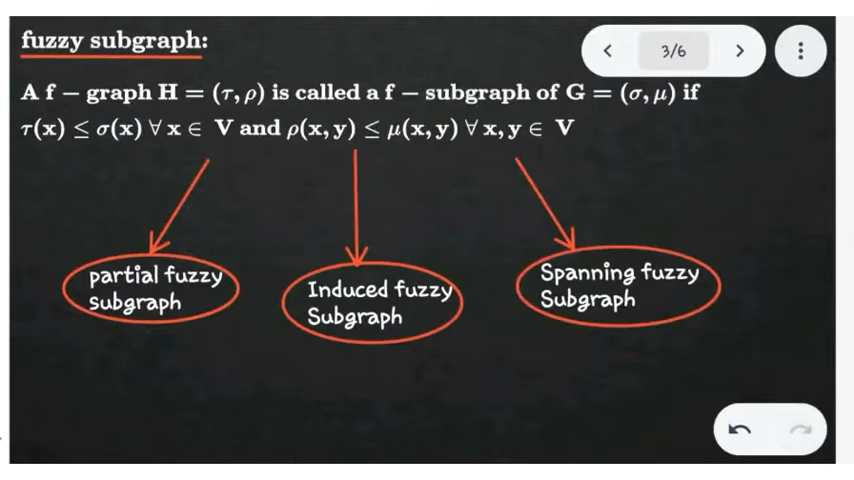 fuzzy subgraph:
3/6
A f – graph H = (τ, ρ) is called a f – subgraph of G = (σ, μ) if
τ(x) ≤ σ(x) ∀ x ∈ V and ρ(x, y) ≤ μ(x, y) ∀ x, y ∈ V
partial fuzzy
subgraph
Induced fuzzy
Subgraph
Spanning fuzzy
Subgraph